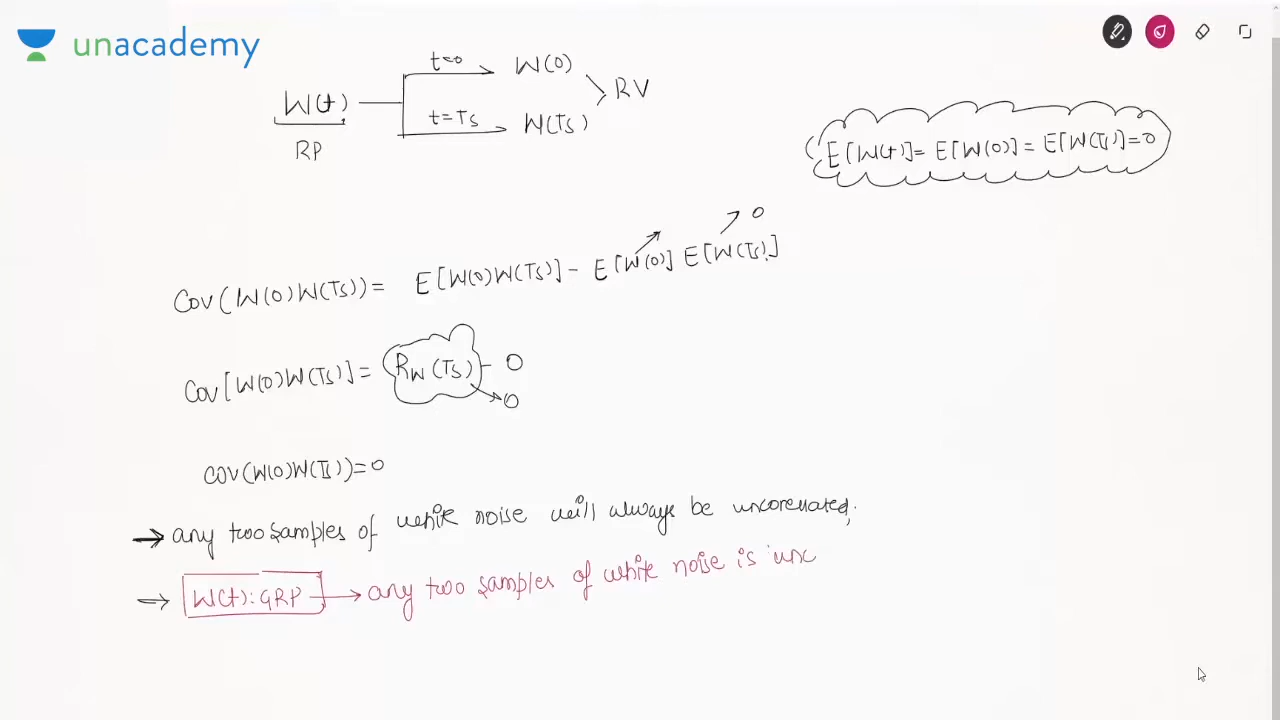 unacademy
t=0
W(0)
W(t)
RV
t=Ts
W(Ts)
RP
E[W(t)] = E[W(0)] = E[W(Ts)] = 0
0
Cov(W(0)W(Ts)) = E[W(0)W(Ts)] - E[W(0)] E[W(Ts)]
Cov[W(0)W(Ts)] = RW(Ts) - 0
0
COV(W(0)W(Ts)) = 0
→ any two samples of white noise will always be uncorrelated,
→ W(t): GRP → any two samples of white noise is unc